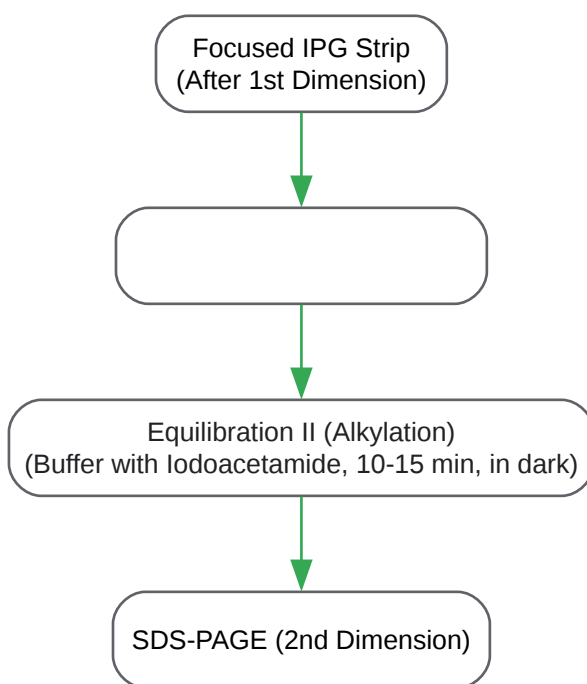 Focused IPG Strip
(After 1st Dimension)
Equilibration II (Alkylation)
(Buffer with Iodoacetamide, 10-15 min, in dark)
SDS-PAGE (2nd Dimension)